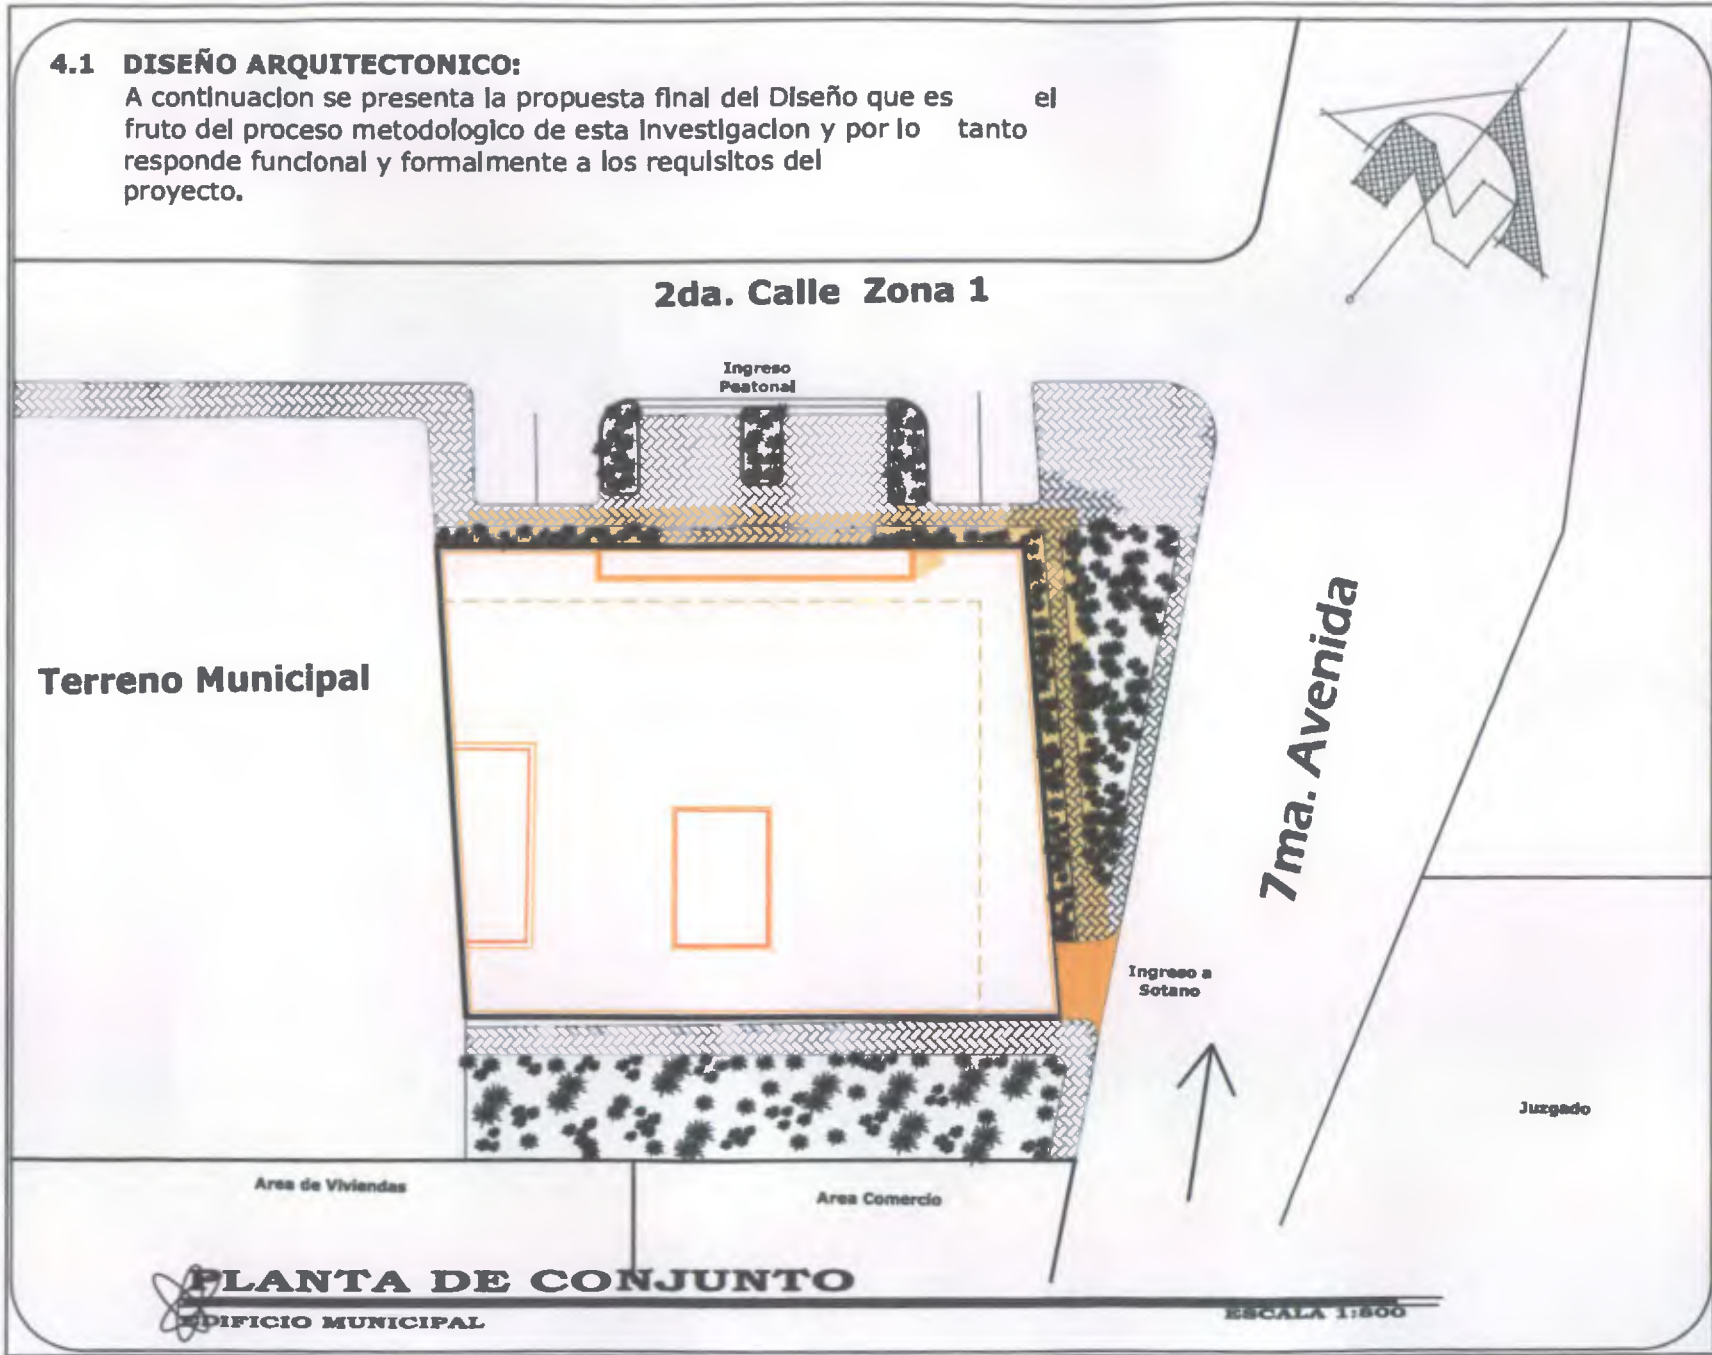 4.1 DISEÑO ARQUITECTONICO:
A continuacion se presenta la propuesta final del Diseño que es el
fruto del proceso metodologico de esta investigacion y por lo tanto
responde funcional y formalmente a los requisitos del
proyecto.
2da. Calle Zona 1
Ingreso
Peatonal
Terreno Municipal
7ma. Avenida
Ingreso a
Sotano
Juzgado
Area de Viviendas
Area Comercio
PLANTA DE CONJUNTO
EDIFICIO MUNICIPAL
ESCALA